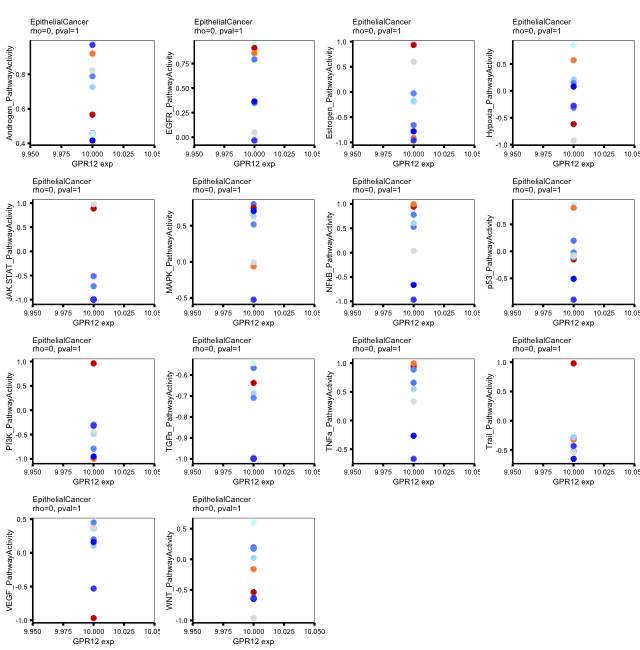 EpithelialCancer
rho=0, pval=1
Androgen_PathwayActivity
0.8
0.6
0.4
9.950 9.975 10.000 10.025 10.05
GPR12 exp
EpithelialCancer
rho=0, pval=1
EGFR_PathwayActivity
0.75
0.50
0.25
0.00
9.950 9.975 10.000 10.025 10.05
GPR12 exp
EpithelialCancer
rho=0, pval=1
Estrogen_PathwayActivity
1.0
0.5
0.0
-0.5
-1.0
9.950 9.975 10.000 10.025 10.05
GPR12 exp
EpithelialCancer
rho=0, pval=1
Hypoxia_PathwayActivity
0.5
0.0
-0.5
-1.0
9.950 9.975 10.000 10.025 10.05
GPR12 exp
EpithelialCancer
rho=0, pval=1
JAK.STAT_PathwayActivity
1.0
0.5
0.0
-0.5
-1.0
9.950 9.975 10.000 10.025 10.05
GPR12 exp
EpithelialCancer
rho=0, pval=1
MAPK_PathwayActivity
0.5
0.0
-0.5
9.950 9.975 10.000 10.025 10.05
GPR12 exp
EpithelialCancer
rho=0, pval=1
NFkB_PathwayActivity
1.0
0.5
0.0
-0.5
-1.0
9.950 9.975 10.000 10.025 10.05
GPR12 exp
EpithelialCancer
rho=0, pval=1
p53_PathwayActivity
0.5
0.0
-0.5
9.950 9.975 10.000 10.025 10.05
GPR12 exp
EpithelialCancer
rho=0, pval=1
PI3K_PathwayActivity
1.0
0.5
0.0
-0.5
-1.0
9.950 9.975 10.000 10.025 10.05
GPR12 exp
EpithelialCancer
rho=0, pval=1
TGFb_PathwayActivity
-0.6
-0.7
-0.8
-0.9
-1.0
9.950 9.975 10.000 10.025 10.05
GPR12 exp
EpithelialCancer
rho=0, pval=1
TNFa_PathwayActivity
1.0
0.5
0.0
-0.5
9.950 9.975 10.000 10.025 10.05
GPR12 exp
EpithelialCancer
rho=0, pval=1
Trail_PathwayActivity
1.0
0.5
0.0
-0.5
9.950 9.975 10.000 10.025 10.05
GPR12 exp
EpithelialCancer
rho=0, pval=1
VEGF_PathwayActivity
0.5
0.0
-0.5
-1.0
9.950 9.975 10.000 10.025 10.05
GPR12 exp
EpithelialCancer
rho=0, pval=1
WNT_PathwayActivity
0.5
0.0
-0.5
-1.0
9.950 9.975 10.000 10.025 10.050
GPR12 exp